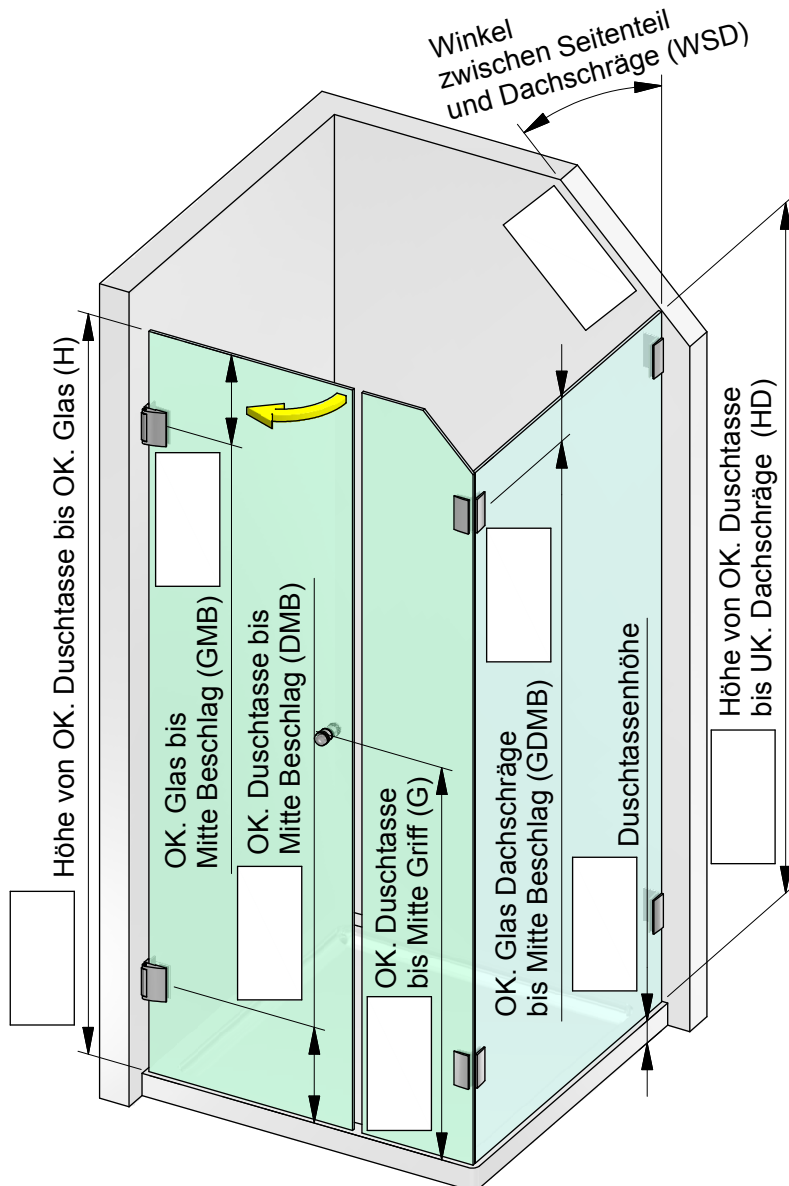 Winkel
zwischen Seitenteil
und Dachschräge (WSD)
Höhe von OK. Duschtasse bis OK. Glas (H)
OK. Glas bis
Mitte Beschlag (GMB)
OK. Duschtasse bis
Mitte Beschlag (DMB)
OK. Duschtasse
bis Mitte Griff (G)
OK. Glas Dachschräge
bis Mitte Beschlag (GDMB)
Duschtassenhöhe
Höhe von OK. Duschtasse
bis UK. Dachschräge (HD)